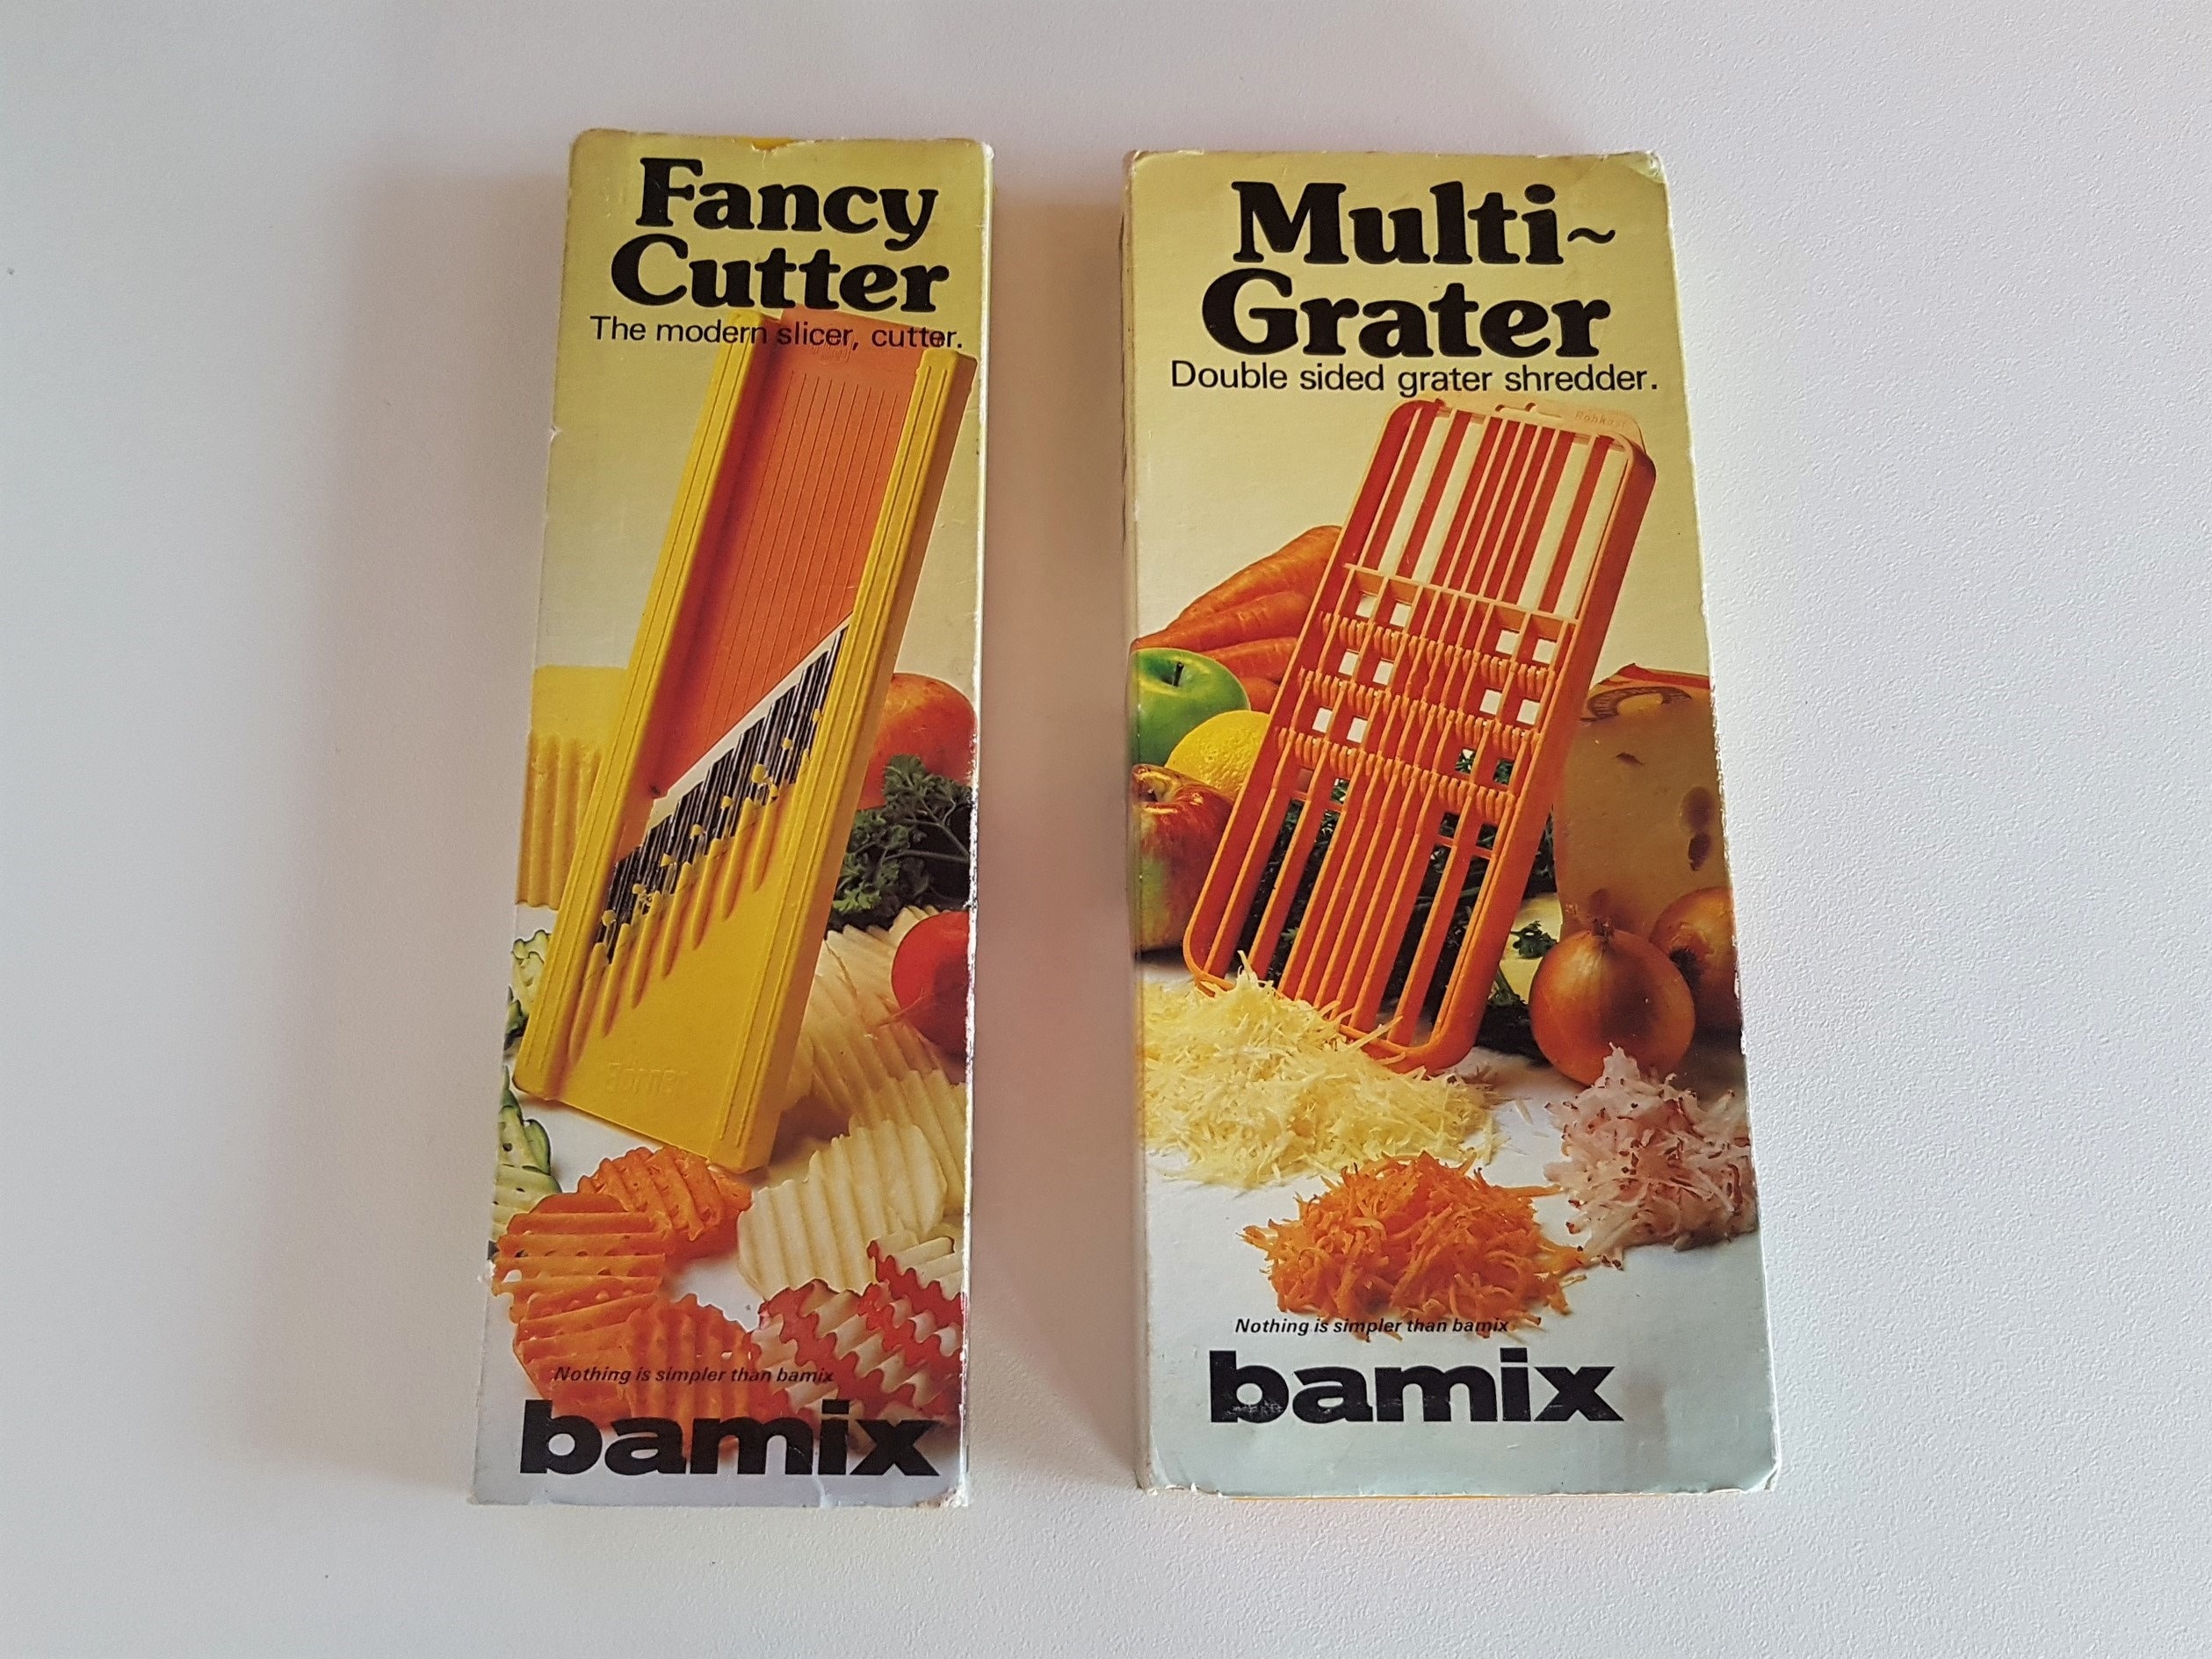 Fancy
Cutter
The modern slicer, cutter.
Borner
Nothing is simpler than bamix
bamix
Multi~
Grater
Double sided grater shredder.
Nothing is simpler than bamix
bamix